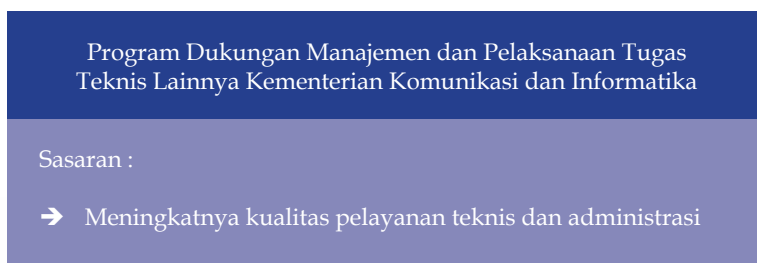 Program Dukungan Manajemen dan Pelaksanaan Tugas
Teknis Lainnya Kementerian Komunikasi dan Informatika
Sasaran :
➔ Meningkatnya kualitas pelayanan teknis dan administrasi